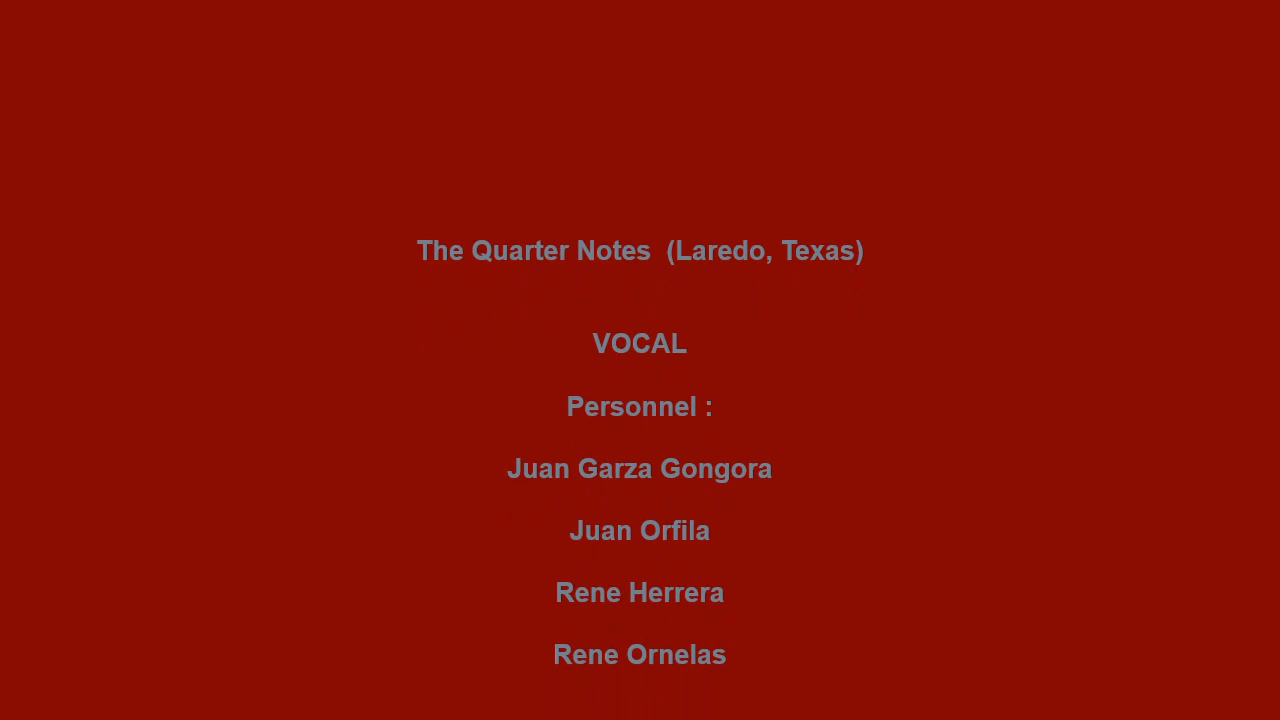 The Quarter Notes  (Laredo, Texas)
VOCAL
Personnel :
Juan Garza Gongora
Juan Orfila
Rene Herrera
Rene Ornelas